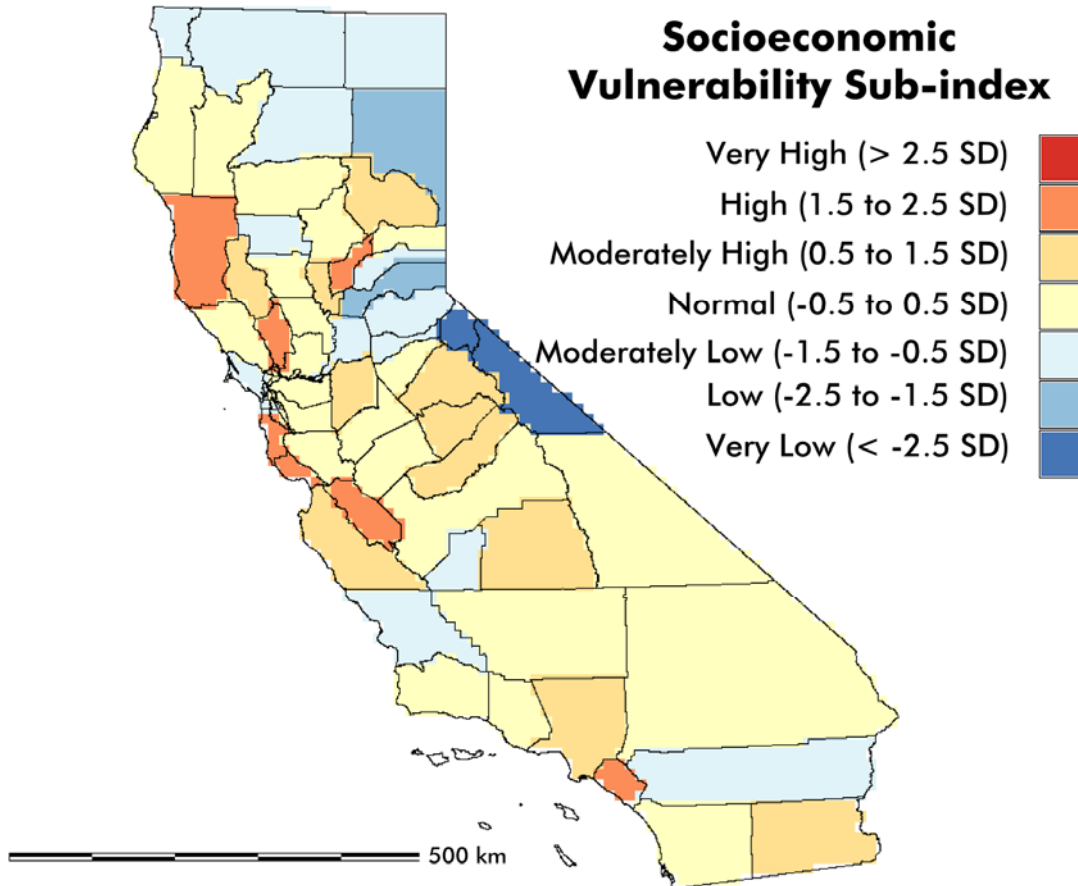 Socioeconomic
Vulnerability Sub-index
Very High (> 2.5 SD)
High (1.5 to 2.5 SD)
Moderately High (0.5 to 1.5 SD)
Normal (-0.5 to 0.5 SD)
Moderately Low (-1.5 to -0.5 SD)
Low (-2.5 to -1.5 SD)
Very Low (< -2.5 SD)
500 km